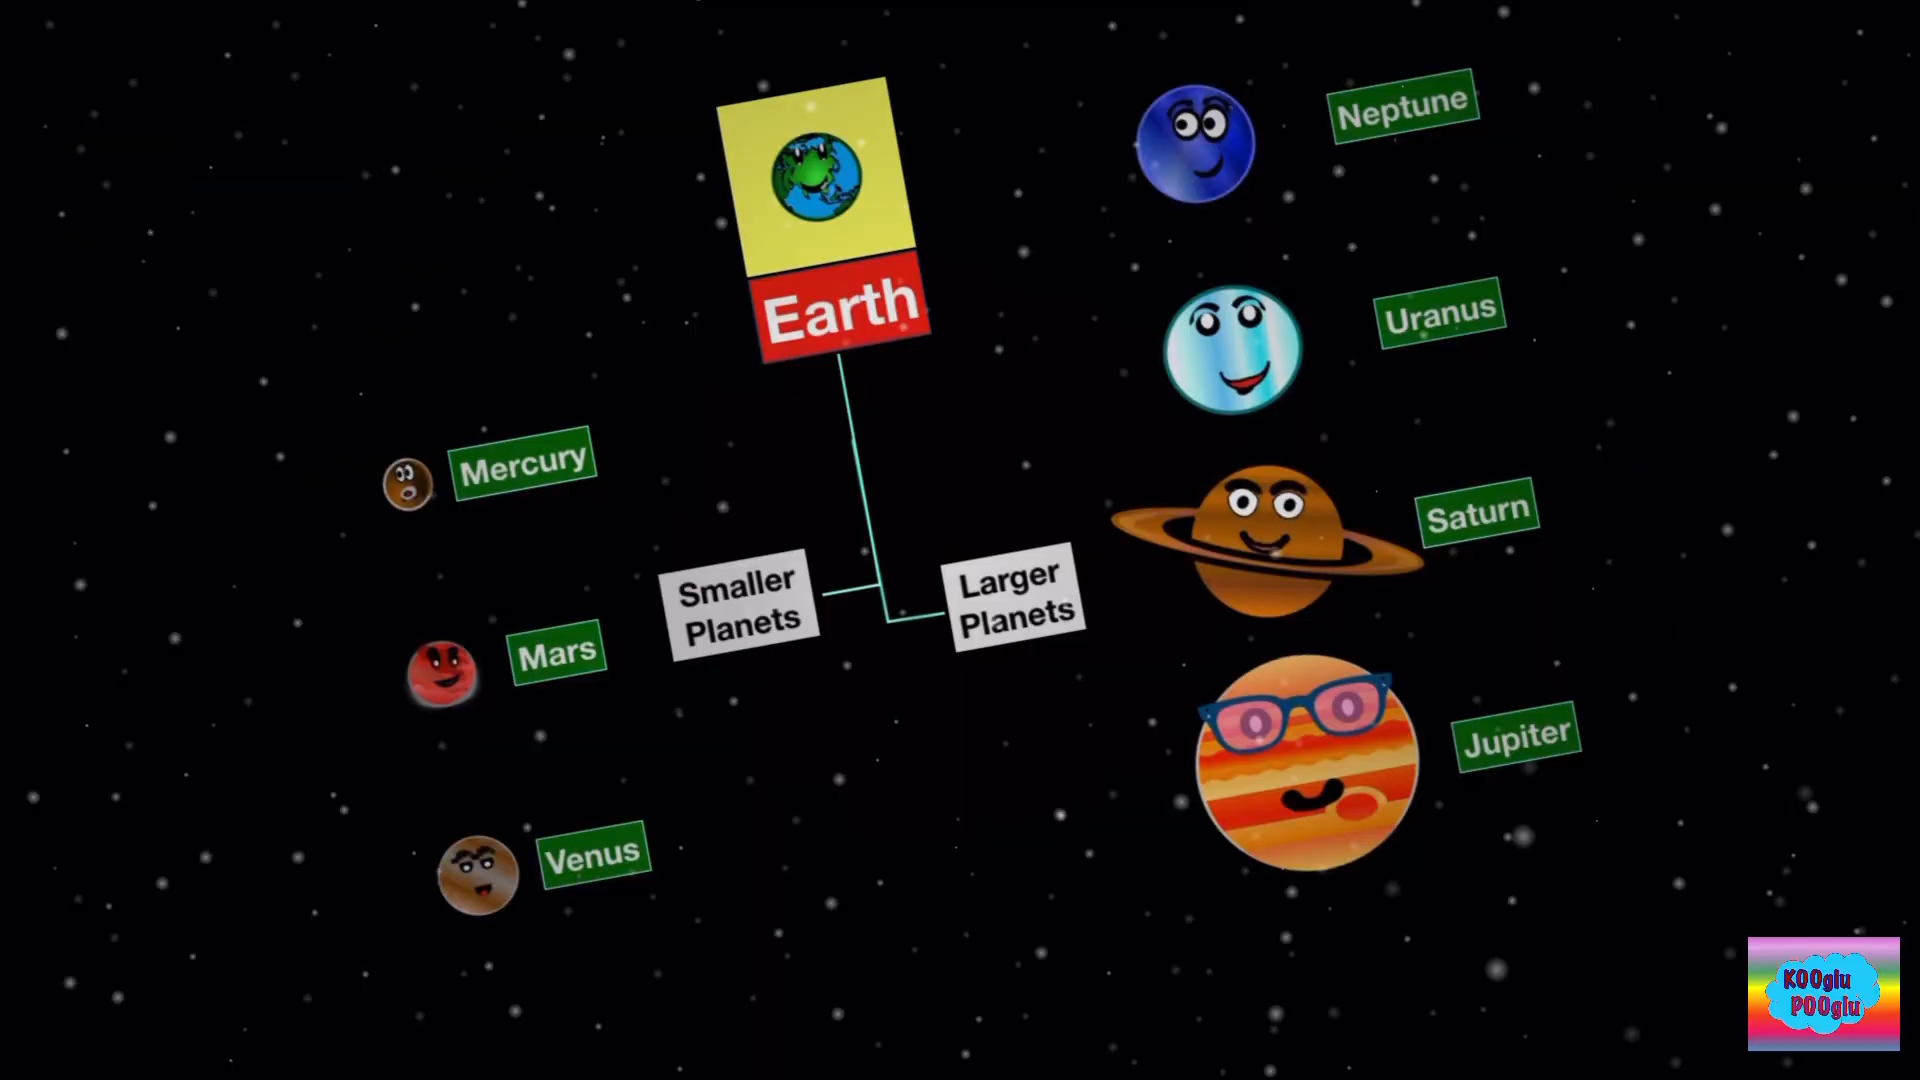 Earth
Smaller
Planets
Larger
Planets
Mercury
Mars
Venus
Neptune
Uranus
Saturn
Jupiter
KOOglu
POOglu